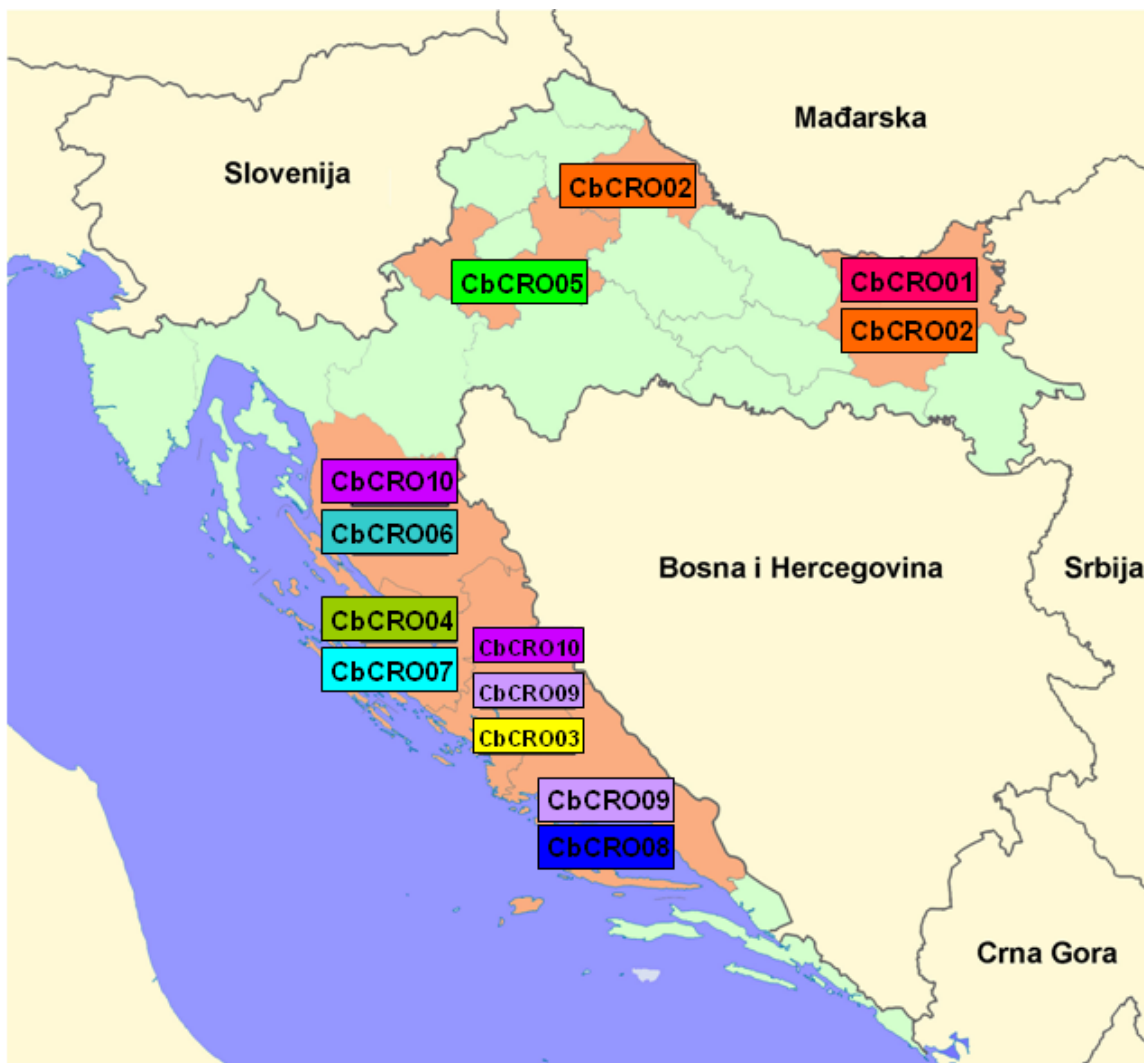 Mađarska
Slovenija
CbCRO02
CbCRO05
CbCRO01
CbCRO02
CbCRO10
CbCRO06
Bosna i Hercegovina
Srbija
CbCRO04
CbCRO07
CbCRO10
CbCRO09
CbCRO03
CbCRO09
CbCRO08
Crna Gora